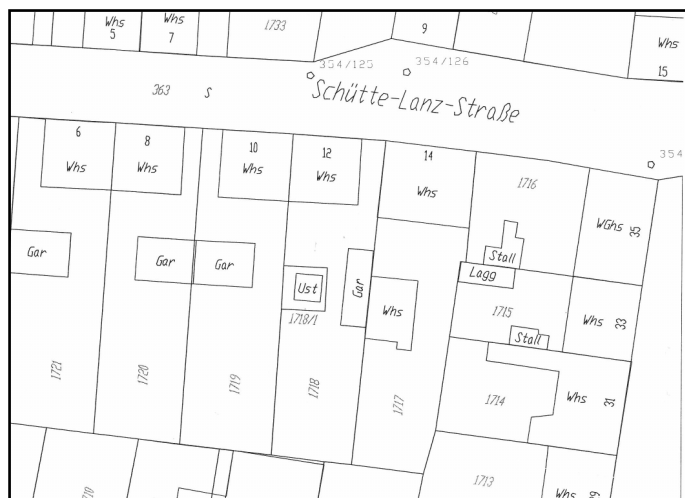 Whs
5
Whs
7
1733
9
Whs
15
354/125
354/126
363
S
Schütte-Lanz-Straße
354
6
Whs
8
Whs
10
Whs
12
Whs
14
Whs
1716
WGhs
35
Gar
Gar
Gar
Ust
1718/1
Gar
Whs
Stall
Lagg
1715
Stall
Whs
33
1721
1720
1719
1718
1717
1714
Whs
31
1713
Whs